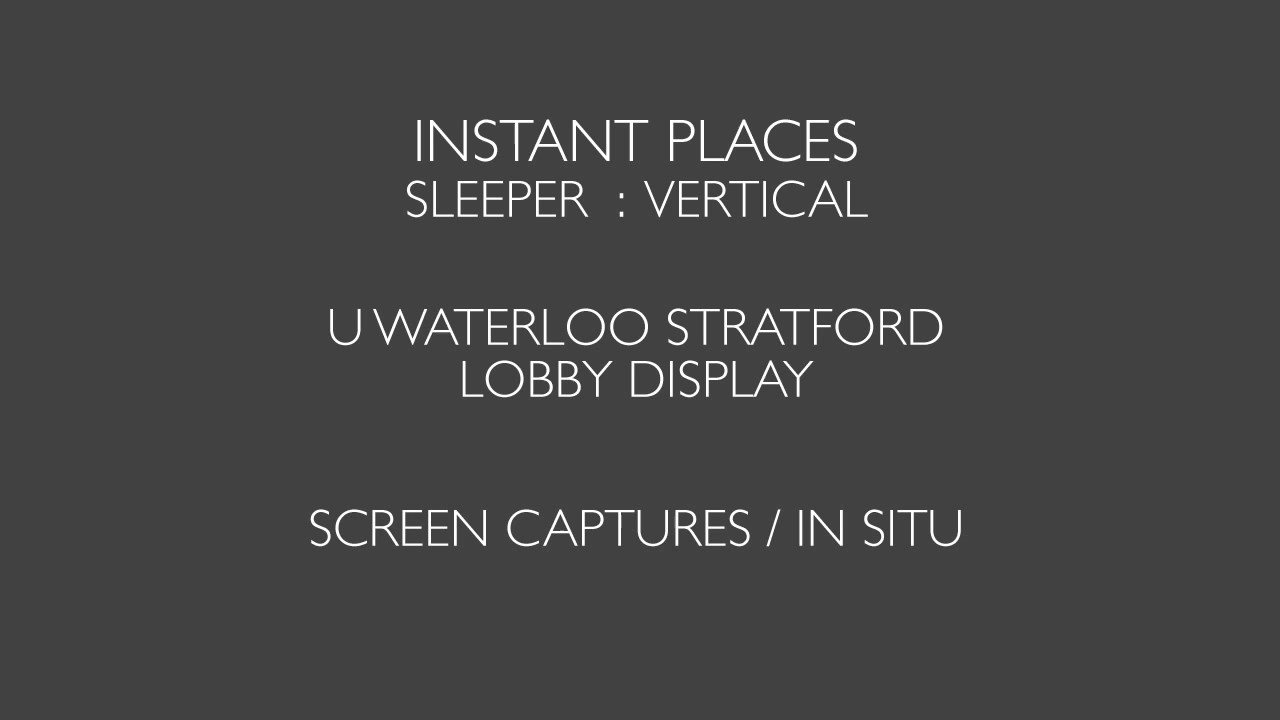 INSTANT PLACES
SLEEPER : VERTICAL
U WATERLOO STRATFORD
LOBBY DISPLAY
SCREEN CAPTURES / IN SITU